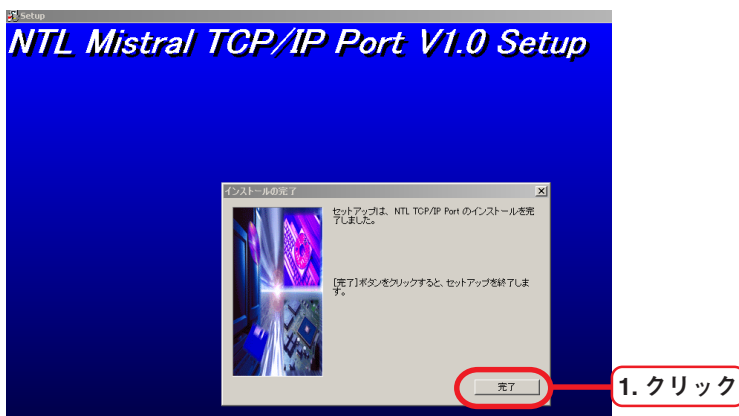 Setup
NTL Mistral TCP/IP Port V1.0 Setup
インストールの完了
セットアップは、NTL TCP/IP Port のインストールを完
了しました。
[完了]ボタンをクリックすると、セットアップを終了しま
す。
完了
1. クリック